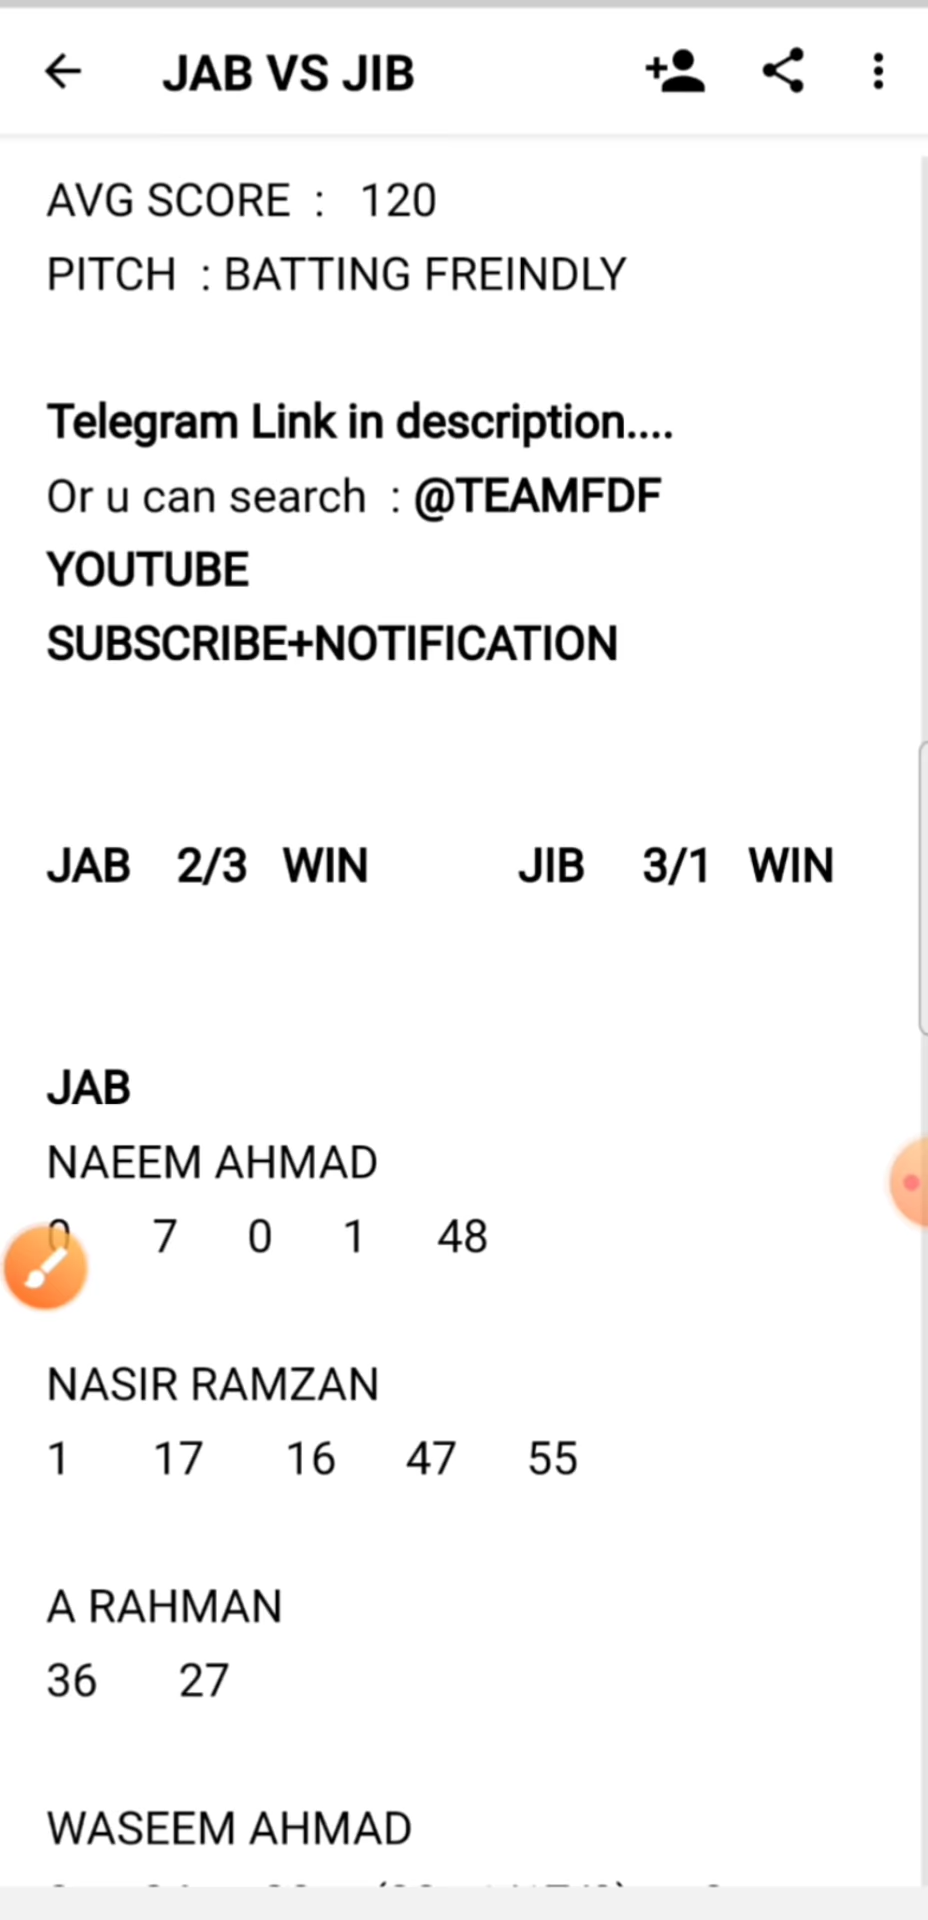 JAB VS JIB
AVG SCORE : 120
PITCH : BATTING FREINDLY
Telegram Link in description....
Or u can search : @TEAMFDF
YOUTUBE
SUBSCRIBE+NOTIFICATION
JAB 2/3 WIN JIB 3/1 WIN
JAB
NAEEM AHMAD
7 0 1 48
NASIR RAMZAN
1 17 16 47 55
A RAHMAN
36 27
WASEEM AHMAD